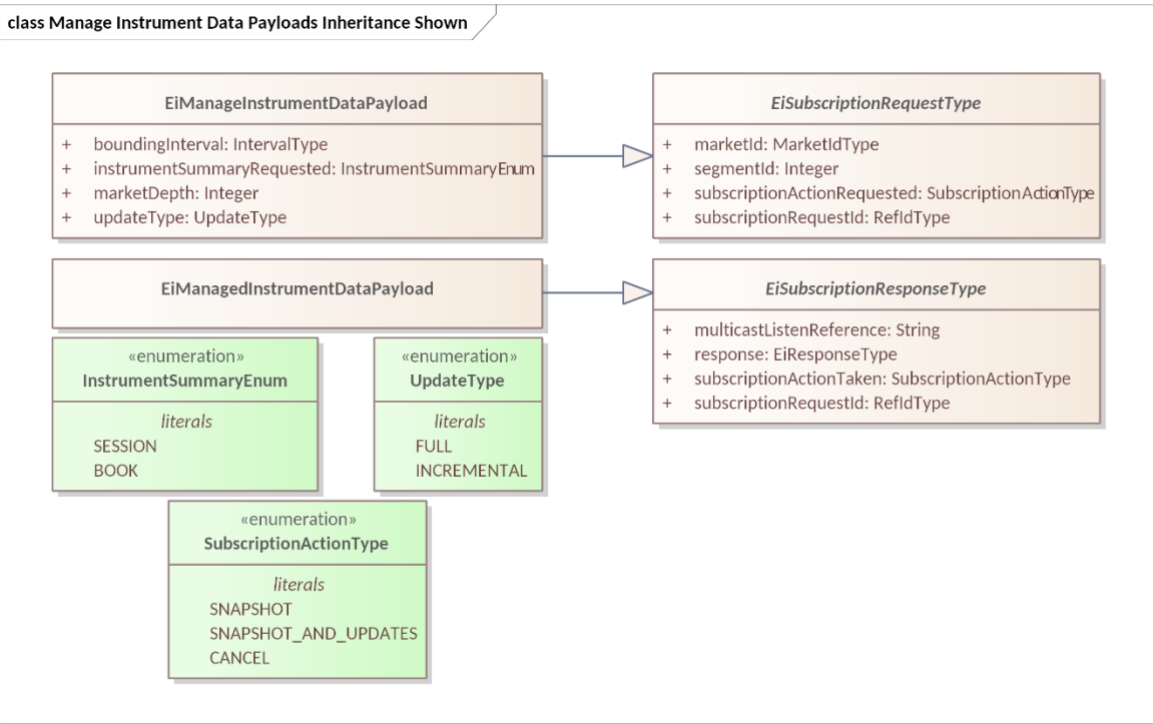 class Manage Instrument Data Payloads Inheritance Shown
EiManageInstrumentDataPayload
+ boundingInterval: IntervalType
+ instrumentSummaryRequested: InstrumentSummaryEnum
+ marketDepth: Integer
+ updateType: UpdateType
EiSubscriptionRequestType
+ marketId: MarketIdType
+ segmentId: Integer
+ subscriptionActionRequested: SubscriptionActionType
+ subscriptionRequestId: RefIdType
EiManagedInstrumentDataPayload
EiSubscriptionResponseType
+ multicastListenReference: String
+ response: EiResponseType
+ subscriptionActionTaken: SubscriptionActionType
+ subscriptionRequestId: RefIdType
«enumeration»
InstrumentSummaryEnum
literals
SESSION
BOOK
«enumeration»
UpdateType
literals
FULL
INCREMENTAL
«enumeration»
SubscriptionActionType
literals
SNAPSHOT
SNAPSHOT_AND_UPDATES
CANCEL